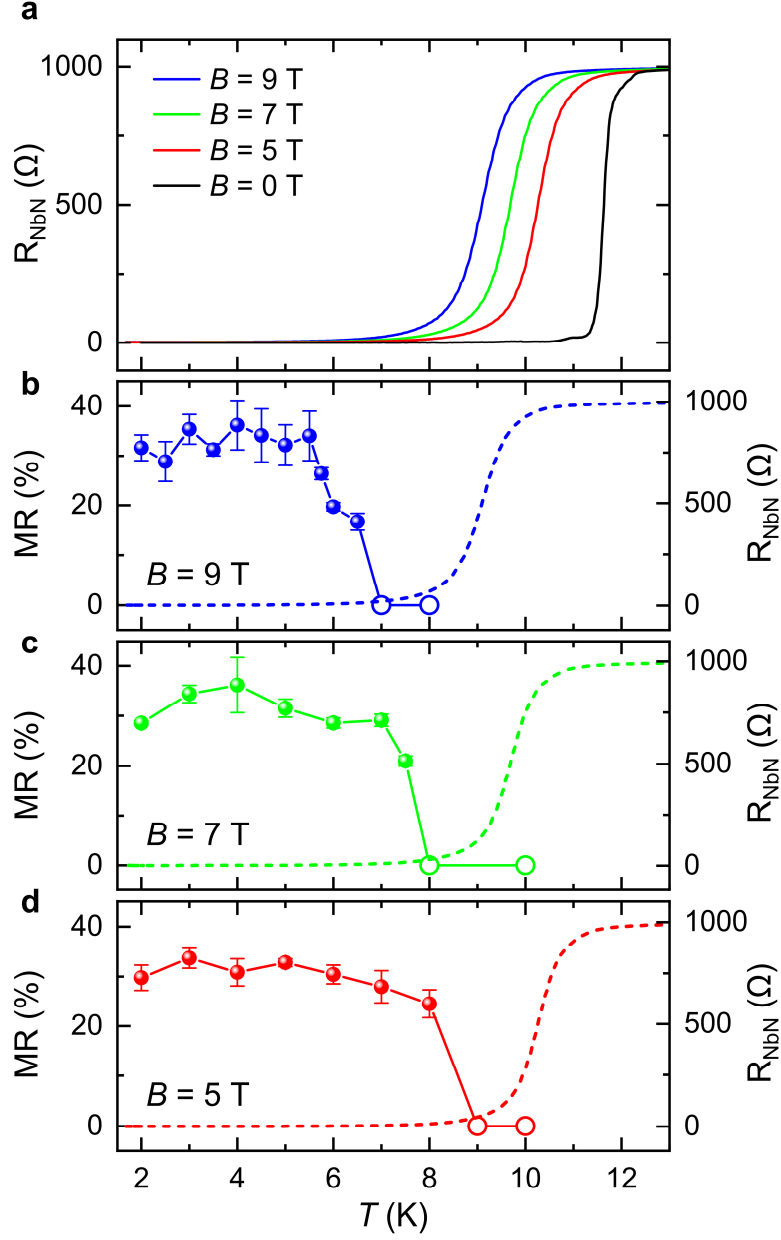 a
1000
500
0
R_NbN (Ω)
B = 9 T
B = 7 T
B = 5 T
B = 0 T
b
40
20
0
MR (%)
B = 9 T
1000
500
0
R_NbN (Ω)
c
40
20
0
MR (%)
B = 7 T
1000
500
0
R_NbN (Ω)
d
40
20
0
MR (%)
B = 5 T
1000
500
0
R_NbN (Ω)
2 4 6 8 10 12
T (K)